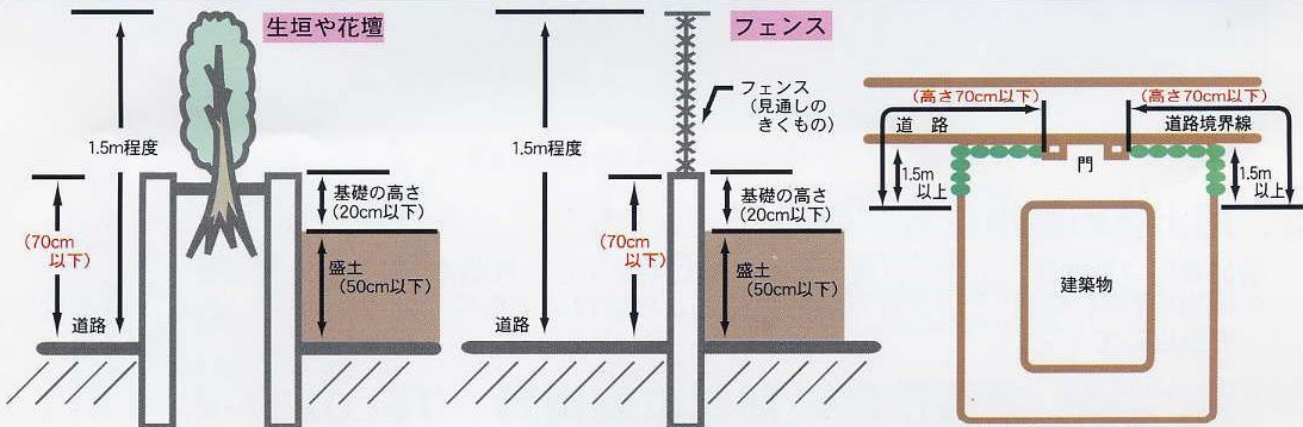 生垣や花壇
1.5m程度
(70cm
以下)
基礎の高さ
(20cm以下)
盛土
(50cm以下)
道路
フェンス
フェンス
(見通しの
きくもの)
1.5m程度
(70cm
以下)
基礎の高さ
(20cm以下)
盛土
(50cm以下)
道路
(高さ70cm以下)
(高さ70cm以下)
道 路
道路境界線
門
1.5m
以上
1.5m
以上
建築物